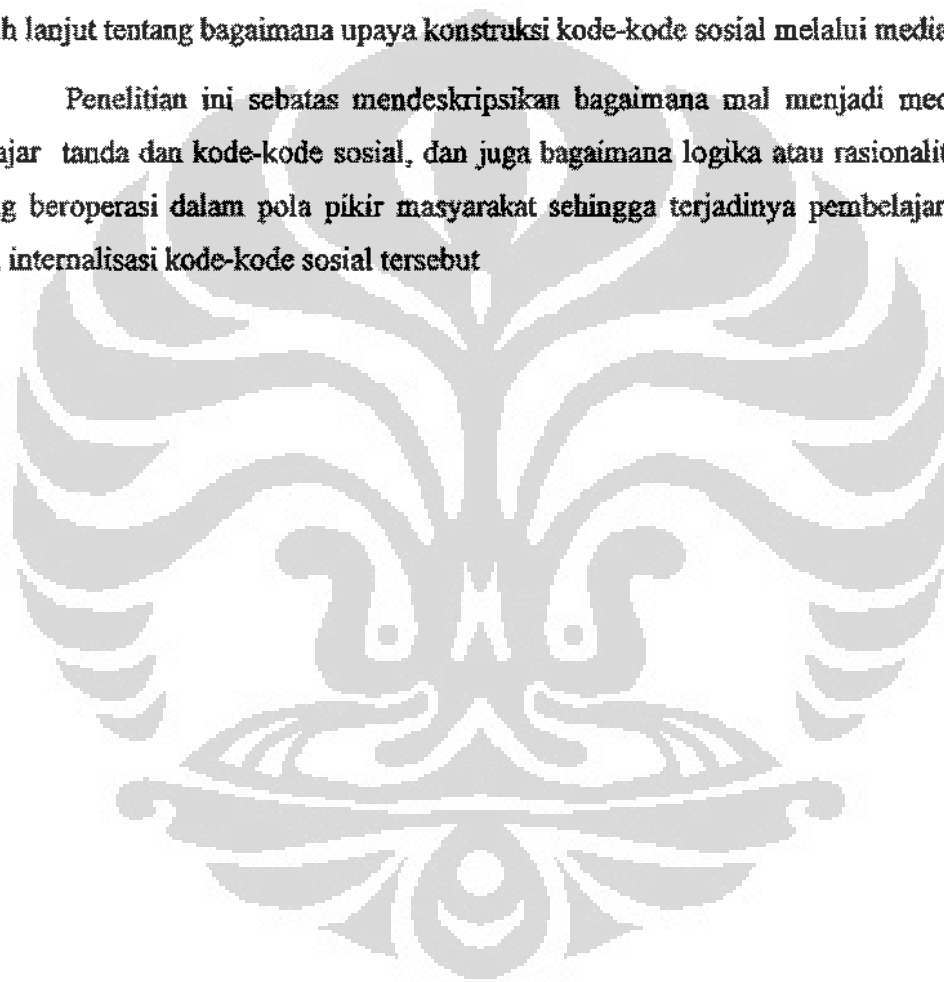 h lanjut tentang bagaimana upaya konstruksi kode-kode sosial melalui media
Penelitian ini sebatas mendeskripsikan bagaimana mal menjadi med
ajar tanda dan kode-kode sosial, dan juga bagaimana logika atau rasionalit
g beroperasi dalam pola pikir masyarakat sehingga terjadinya pembelajar
internalisasi kode-kode sosial tersebut